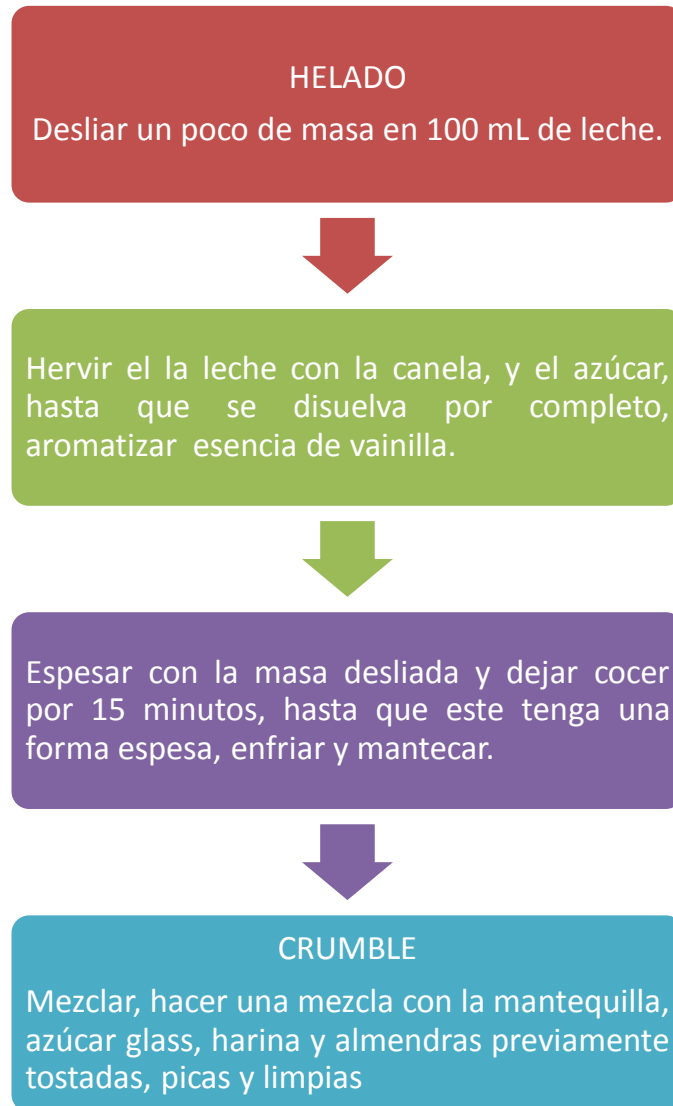 HELADO
Desliar un poco de masa en 100 mL de leche.
Hervir el la leche con la canela, y el azúcar,
hasta que se disuelva por completo,
aromatizar esencia de vainilla.
Espesar con la masa desliada y dejar cocer
por 15 minutos, hasta que este tenga una
forma espesa, enfriar y mantecar.
CRUMBLE
Mezclar, hacer una mezcla con la mantequilla,
azúcar glass, harina y almendras previamente
tostadas, picas y limpias